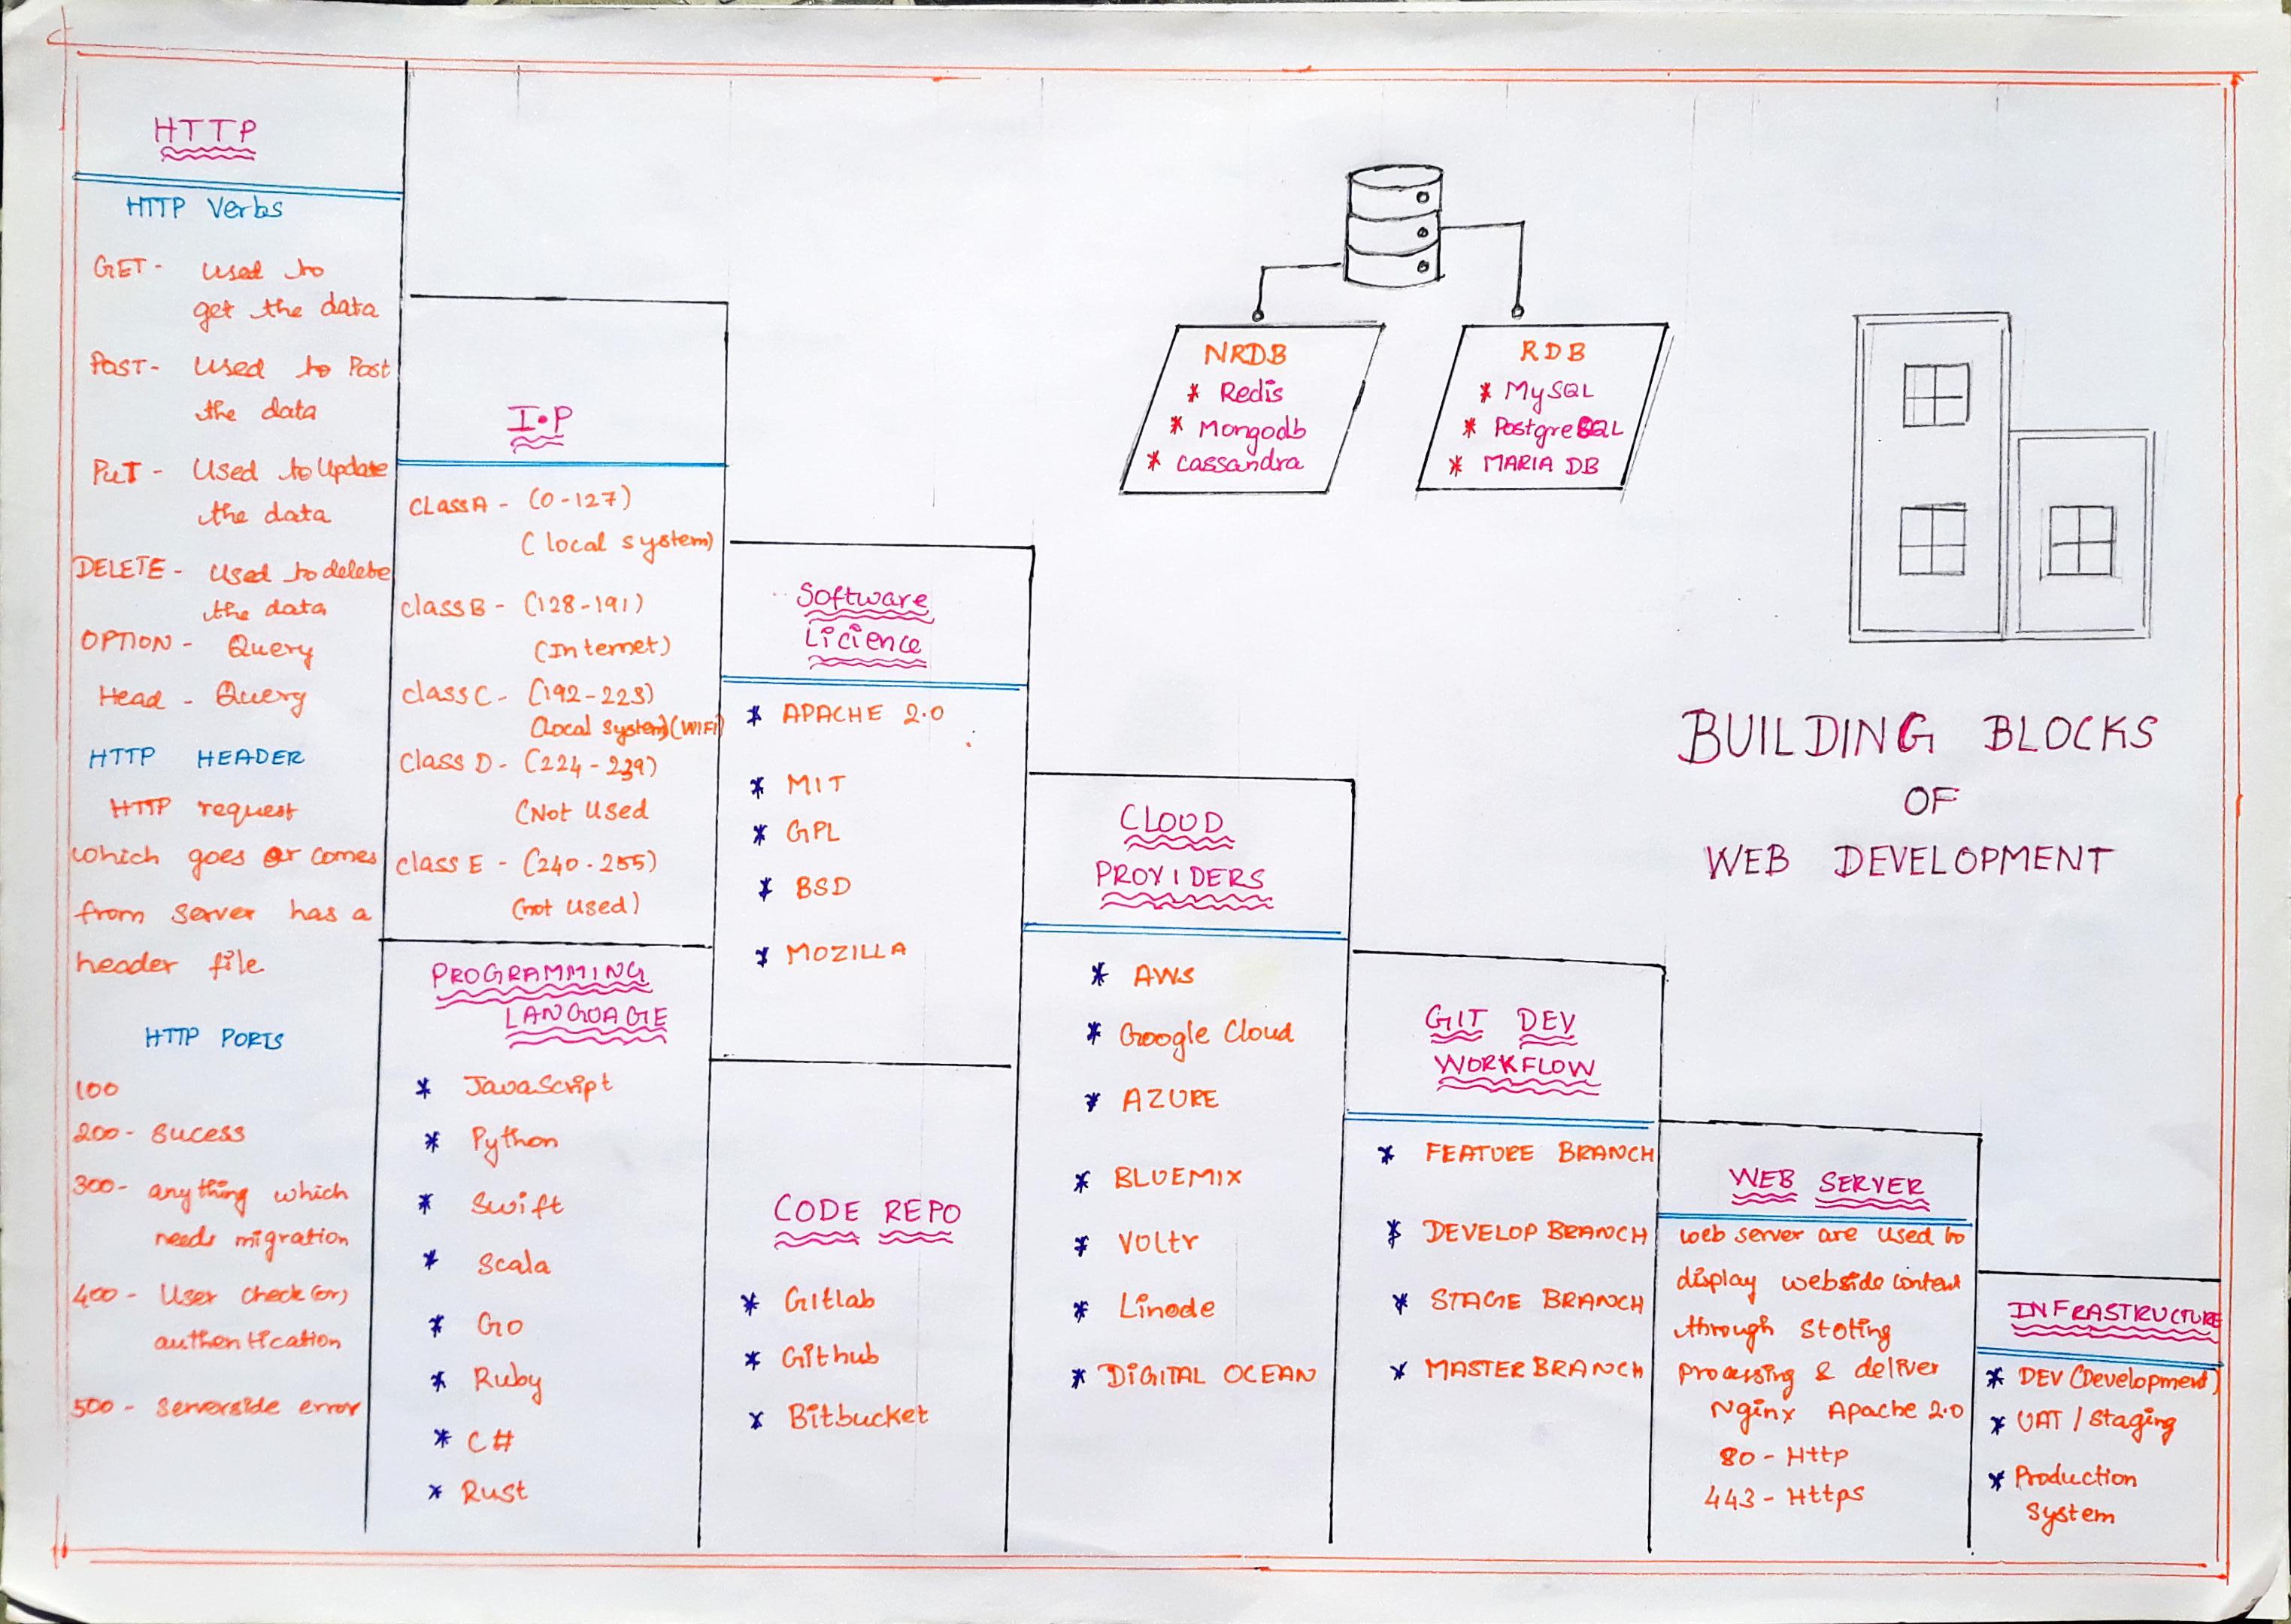 HTTP
HTTP Verbs
GET - used to
get the data
POST - Used to Post
the data
PUT - Used to Update
the data
DELETE - Used to delete
the data
OPTION - Query
Head - Query
HTTP HEADER
HTTP request
which goes or comes
from server has a
header file
HTTP PORTS
100
200 - Sucess
300 - anything which
needs migration
400 - User check (or)
authentication
500 - Serverside error
I.P
CLASS A - (0-127)
(local system)
class B - (128-191)
(Internet)
class C - (192-223)
(local system) (WIFI)
class D - (224-239)
(Not Used
class E - (240-255)
(not used)
PROGRAMMING
LANGUAGE
* JavaScript
* Python
* Swift
* Scala
* Go
* Ruby
* C#
* Rust
Software
Licience
* APACHE 2.0
* MIT
* GPL
* BSD
* MOZILLA
CODE REPO
* Gitlab
* Github
* Bitbucket
CLOUD
PROVIDERS
* AWS
* Google Cloud
* AZURE
* BLUEMIX
* Voltr
* Linode
* DIGITAL OCEAN
GIT DEV
WORKFLOW
* FEATURE BRANCH
* DEVELOP BRANCH
* STAGE BRANCH
* MASTER BRANCH
WEB SERVER
web server are used to
display webside content
through stoting
processing & deliver
Nginx Apache 2.0
80 - Http
443 - Https
INFRASTRUCTURE
* DEV (Development)
* UAT / Staging
* Production
System
NRDB
* Redis
* Mongodb
* Cassandra
RDB
* MySQL
* PostgreSQL
* MARIA DB
BUILDING BLOCKS
OF
WEB DEVELOPMENT